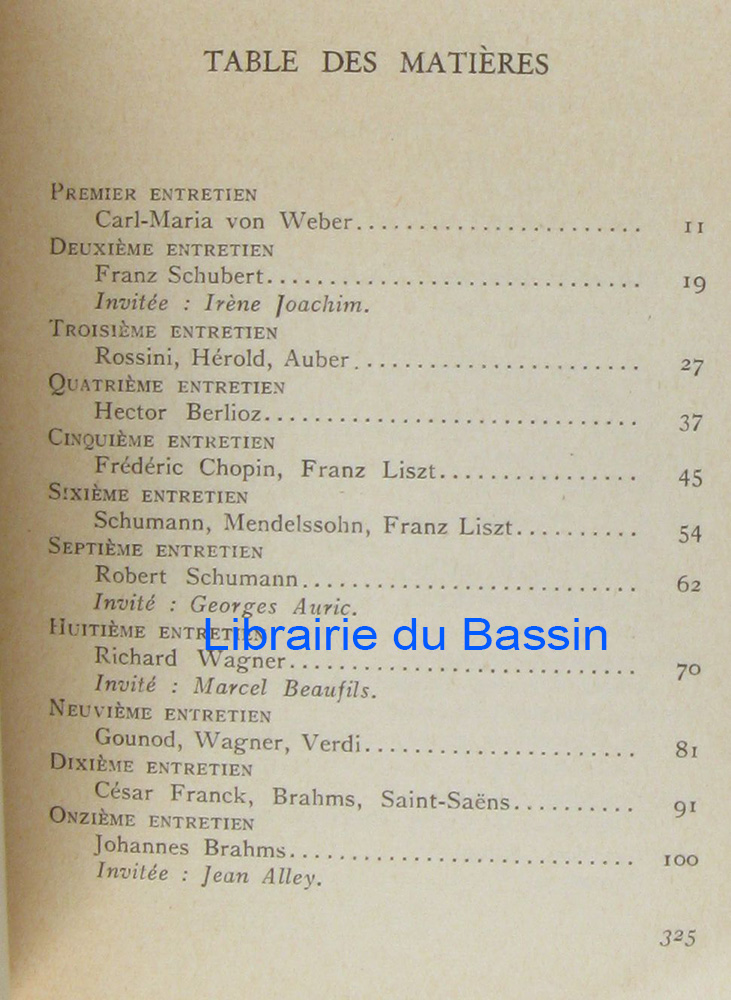 TABLE DES MATIÈRES
PREMIER ENTRETIEN
Carl-Maria von Weber........................ 11
DEUXIÈME ENTRETIEN
Franz Schubert................................ 19
Invitée : Irène Joachim.
TROISIÈME ENTRETIEN
Rossini, Hérold, Auber........................ 27
QUATRIÈME ENTRETIEN
Hector Berlioz................................ 37
CINQUIÈME ENTRETIEN
Frédéric Chopin, Franz Liszt................. 45
SIXIÈME ENTRETIEN
Schumann, Mendelssohn, Franz Liszt.......... 54
SEPTIÈME ENTRETIEN
Robert Schumann............................. 62
Invité : Georges Auric.
HUITIÈME ENTRETIEN
Librairie du Bassin
Richard Wagner.............................. 70
Invité : Marcel Beaufils.
NEUVIÈME ENTRETIEN
Gounod, Wagner, Verdi....................... 81
DIXIÈME ENTRETIEN
César Franck, Brahms, Saint-Saëns.......... 91
ONZIÈME ENTRETIEN
Johannes Brahms............................. 100
Invitée : Jean Alley.
325